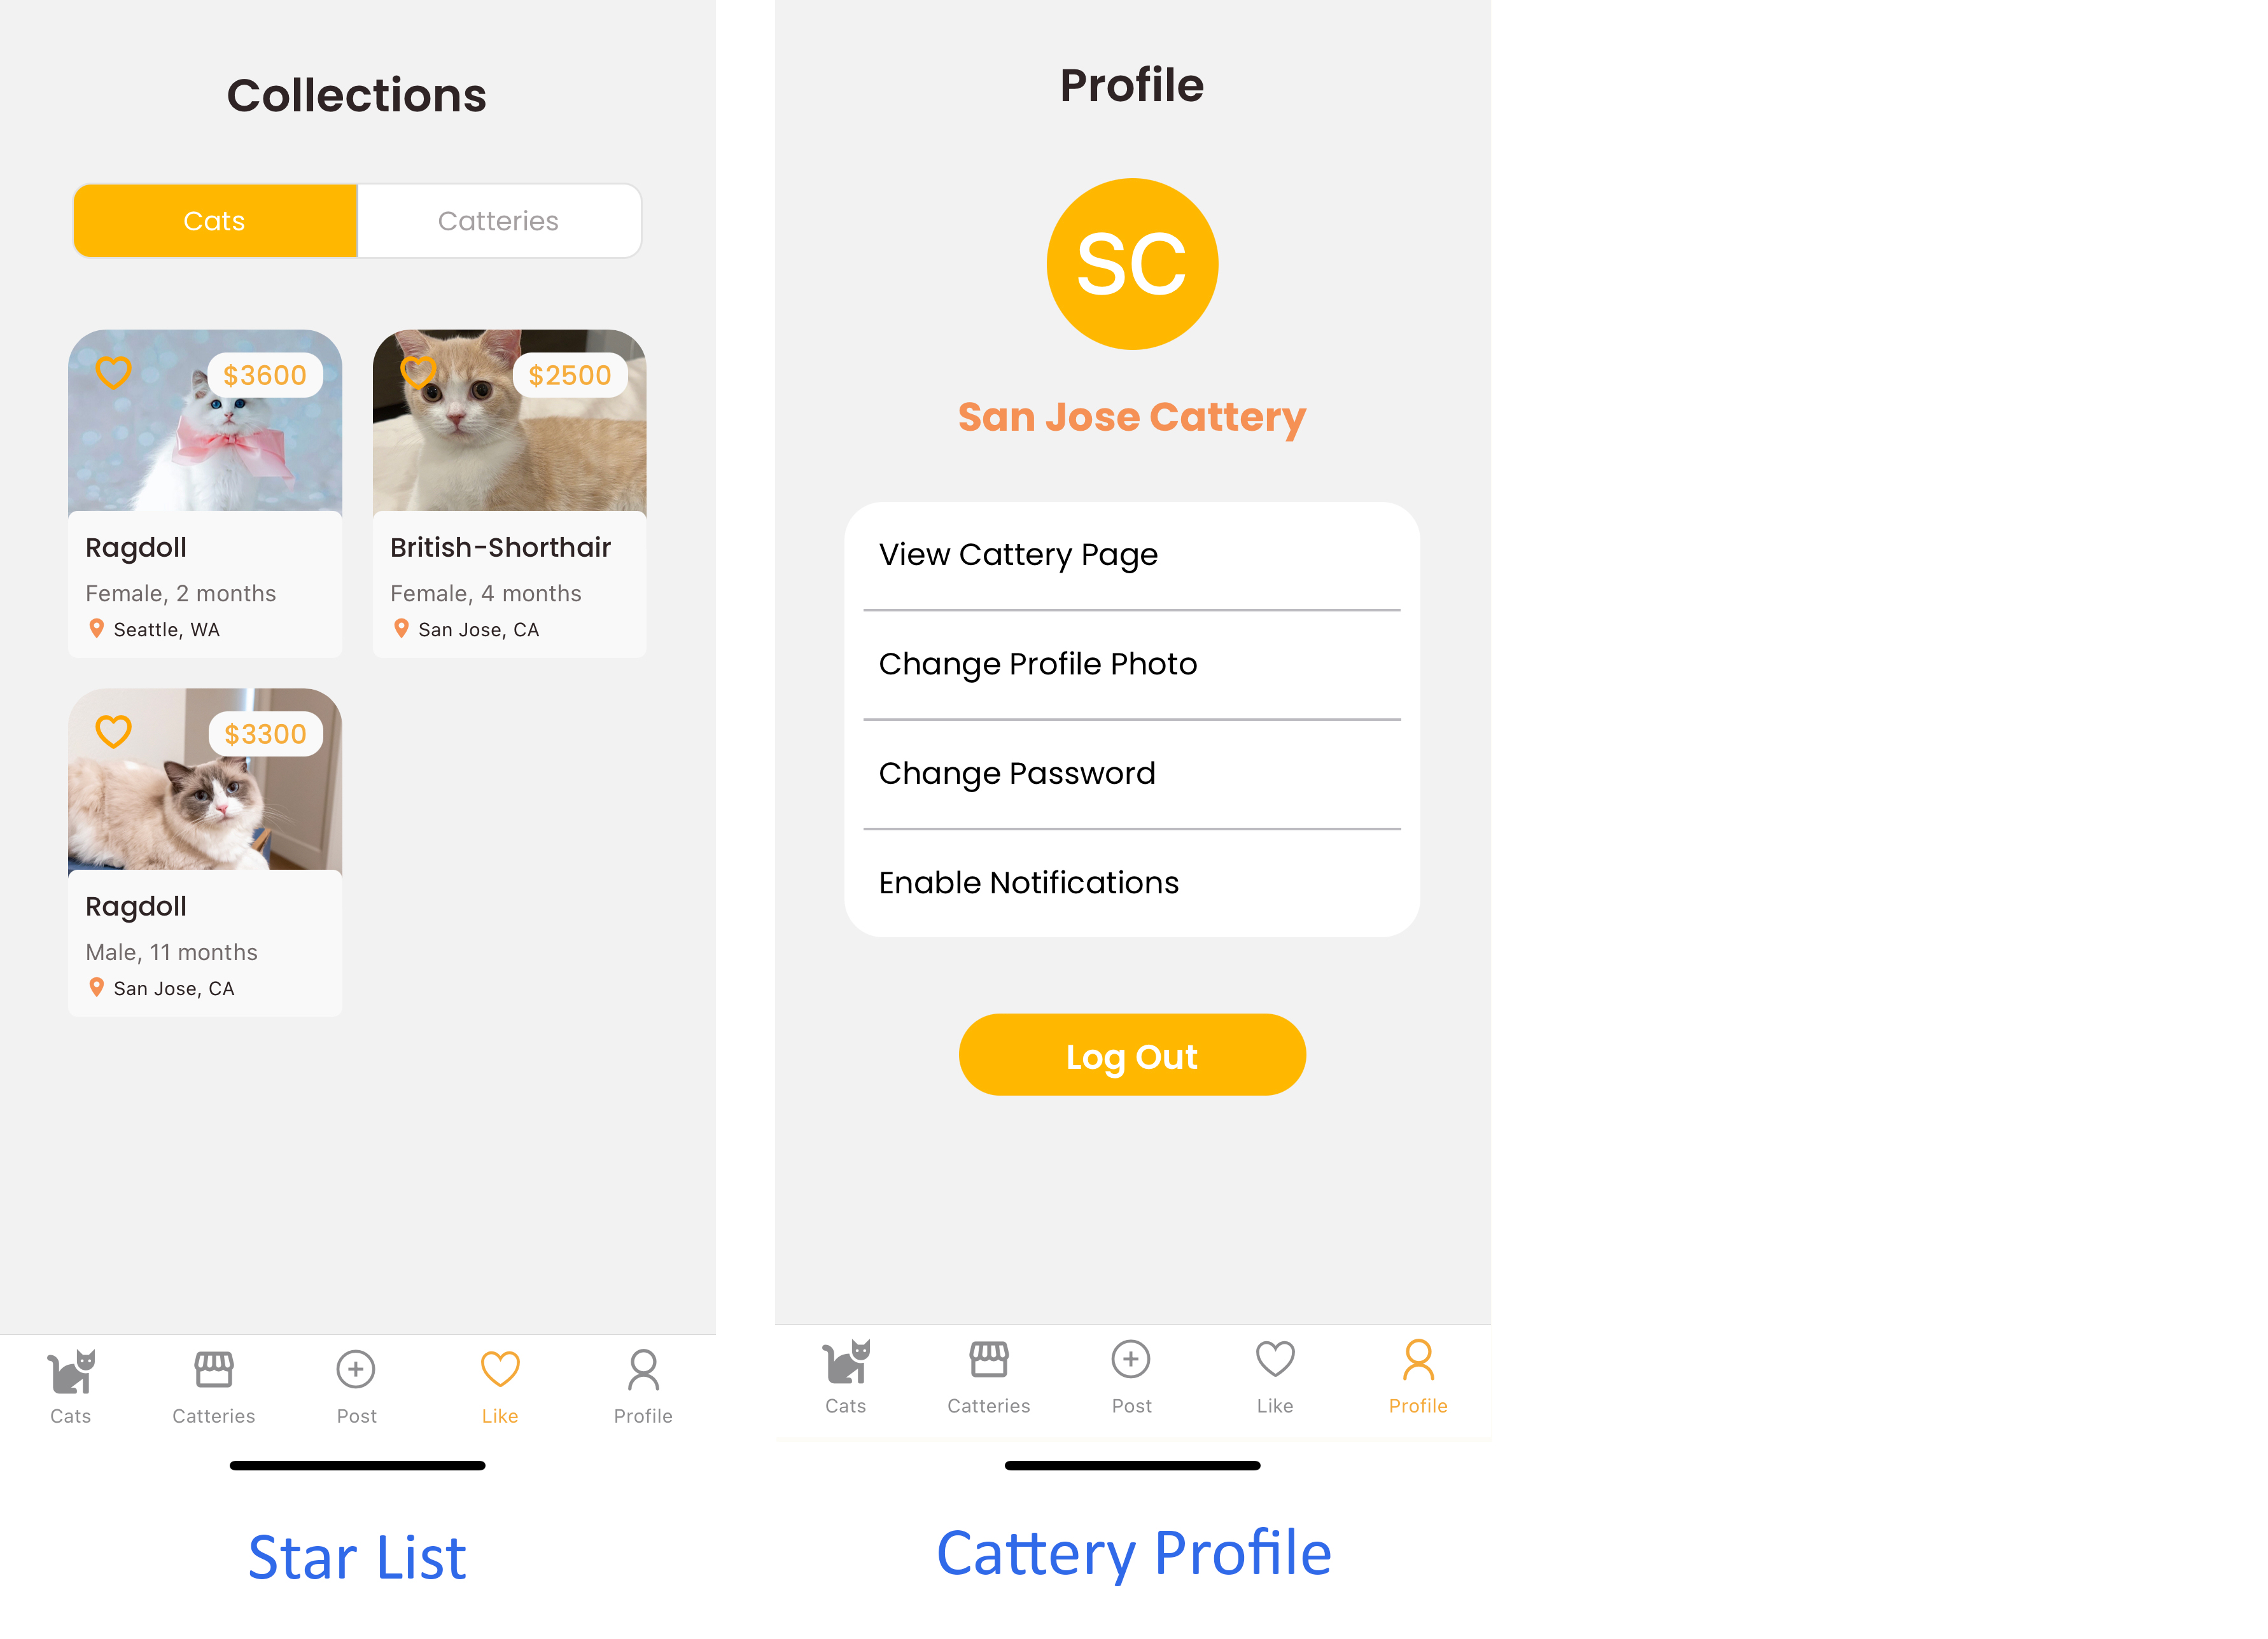 Collections
Cats
Catteries
$3600
Ragdoll
Female, 2 months
Seattle, WA
$2500
British-Shorthair
Female, 4 months
San Jose, CA
$3300
Ragdoll
Male, 11 months
San Jose, CA
Cats
Catteries
Post
Like
Profile
Star List
Profile
SC
San Jose Cattery
View Cattery Page
Change Profile Photo
Change Password
Enable Notifications
Log Out
Cats
Catteries
Post
Like
Profile
Cattery Profile